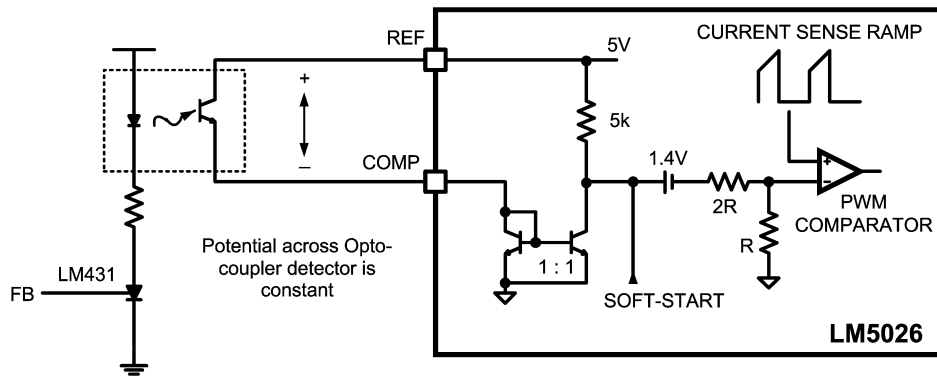 REF
5V
CURRENT SENSE RAMP
+
5k
–
COMP
1.4V
+
–
2R
PWM
COMPARATOR
R
Potential across Opto-
coupler detector is
constant
LM431
1 : 1
FB
SOFT-START
LM5026